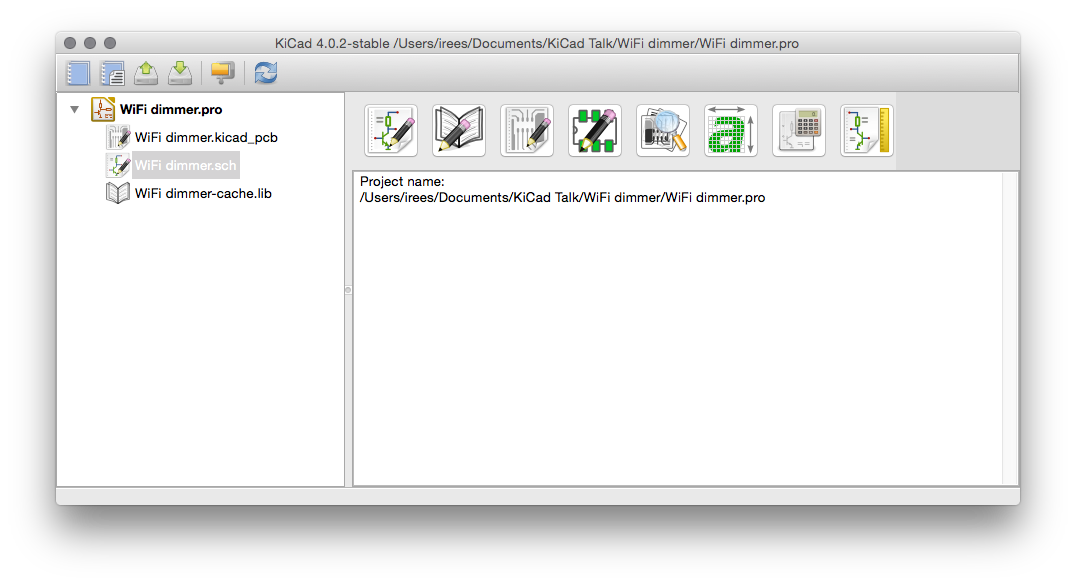 KiCad 4.0.2-stable /Users/irees/Documents/KiCad Talk/WiFi dimmer/WiFi dimmer.pro
WiFi dimmer.pro
WiFi dimmer.kicad_pcb
WiFi dimmer.sch
WiFi dimmer-cache.lib
a
Project name:
/Users/irees/Documents/KiCad Talk/WiFi dimmer/WiFi dimmer.pro